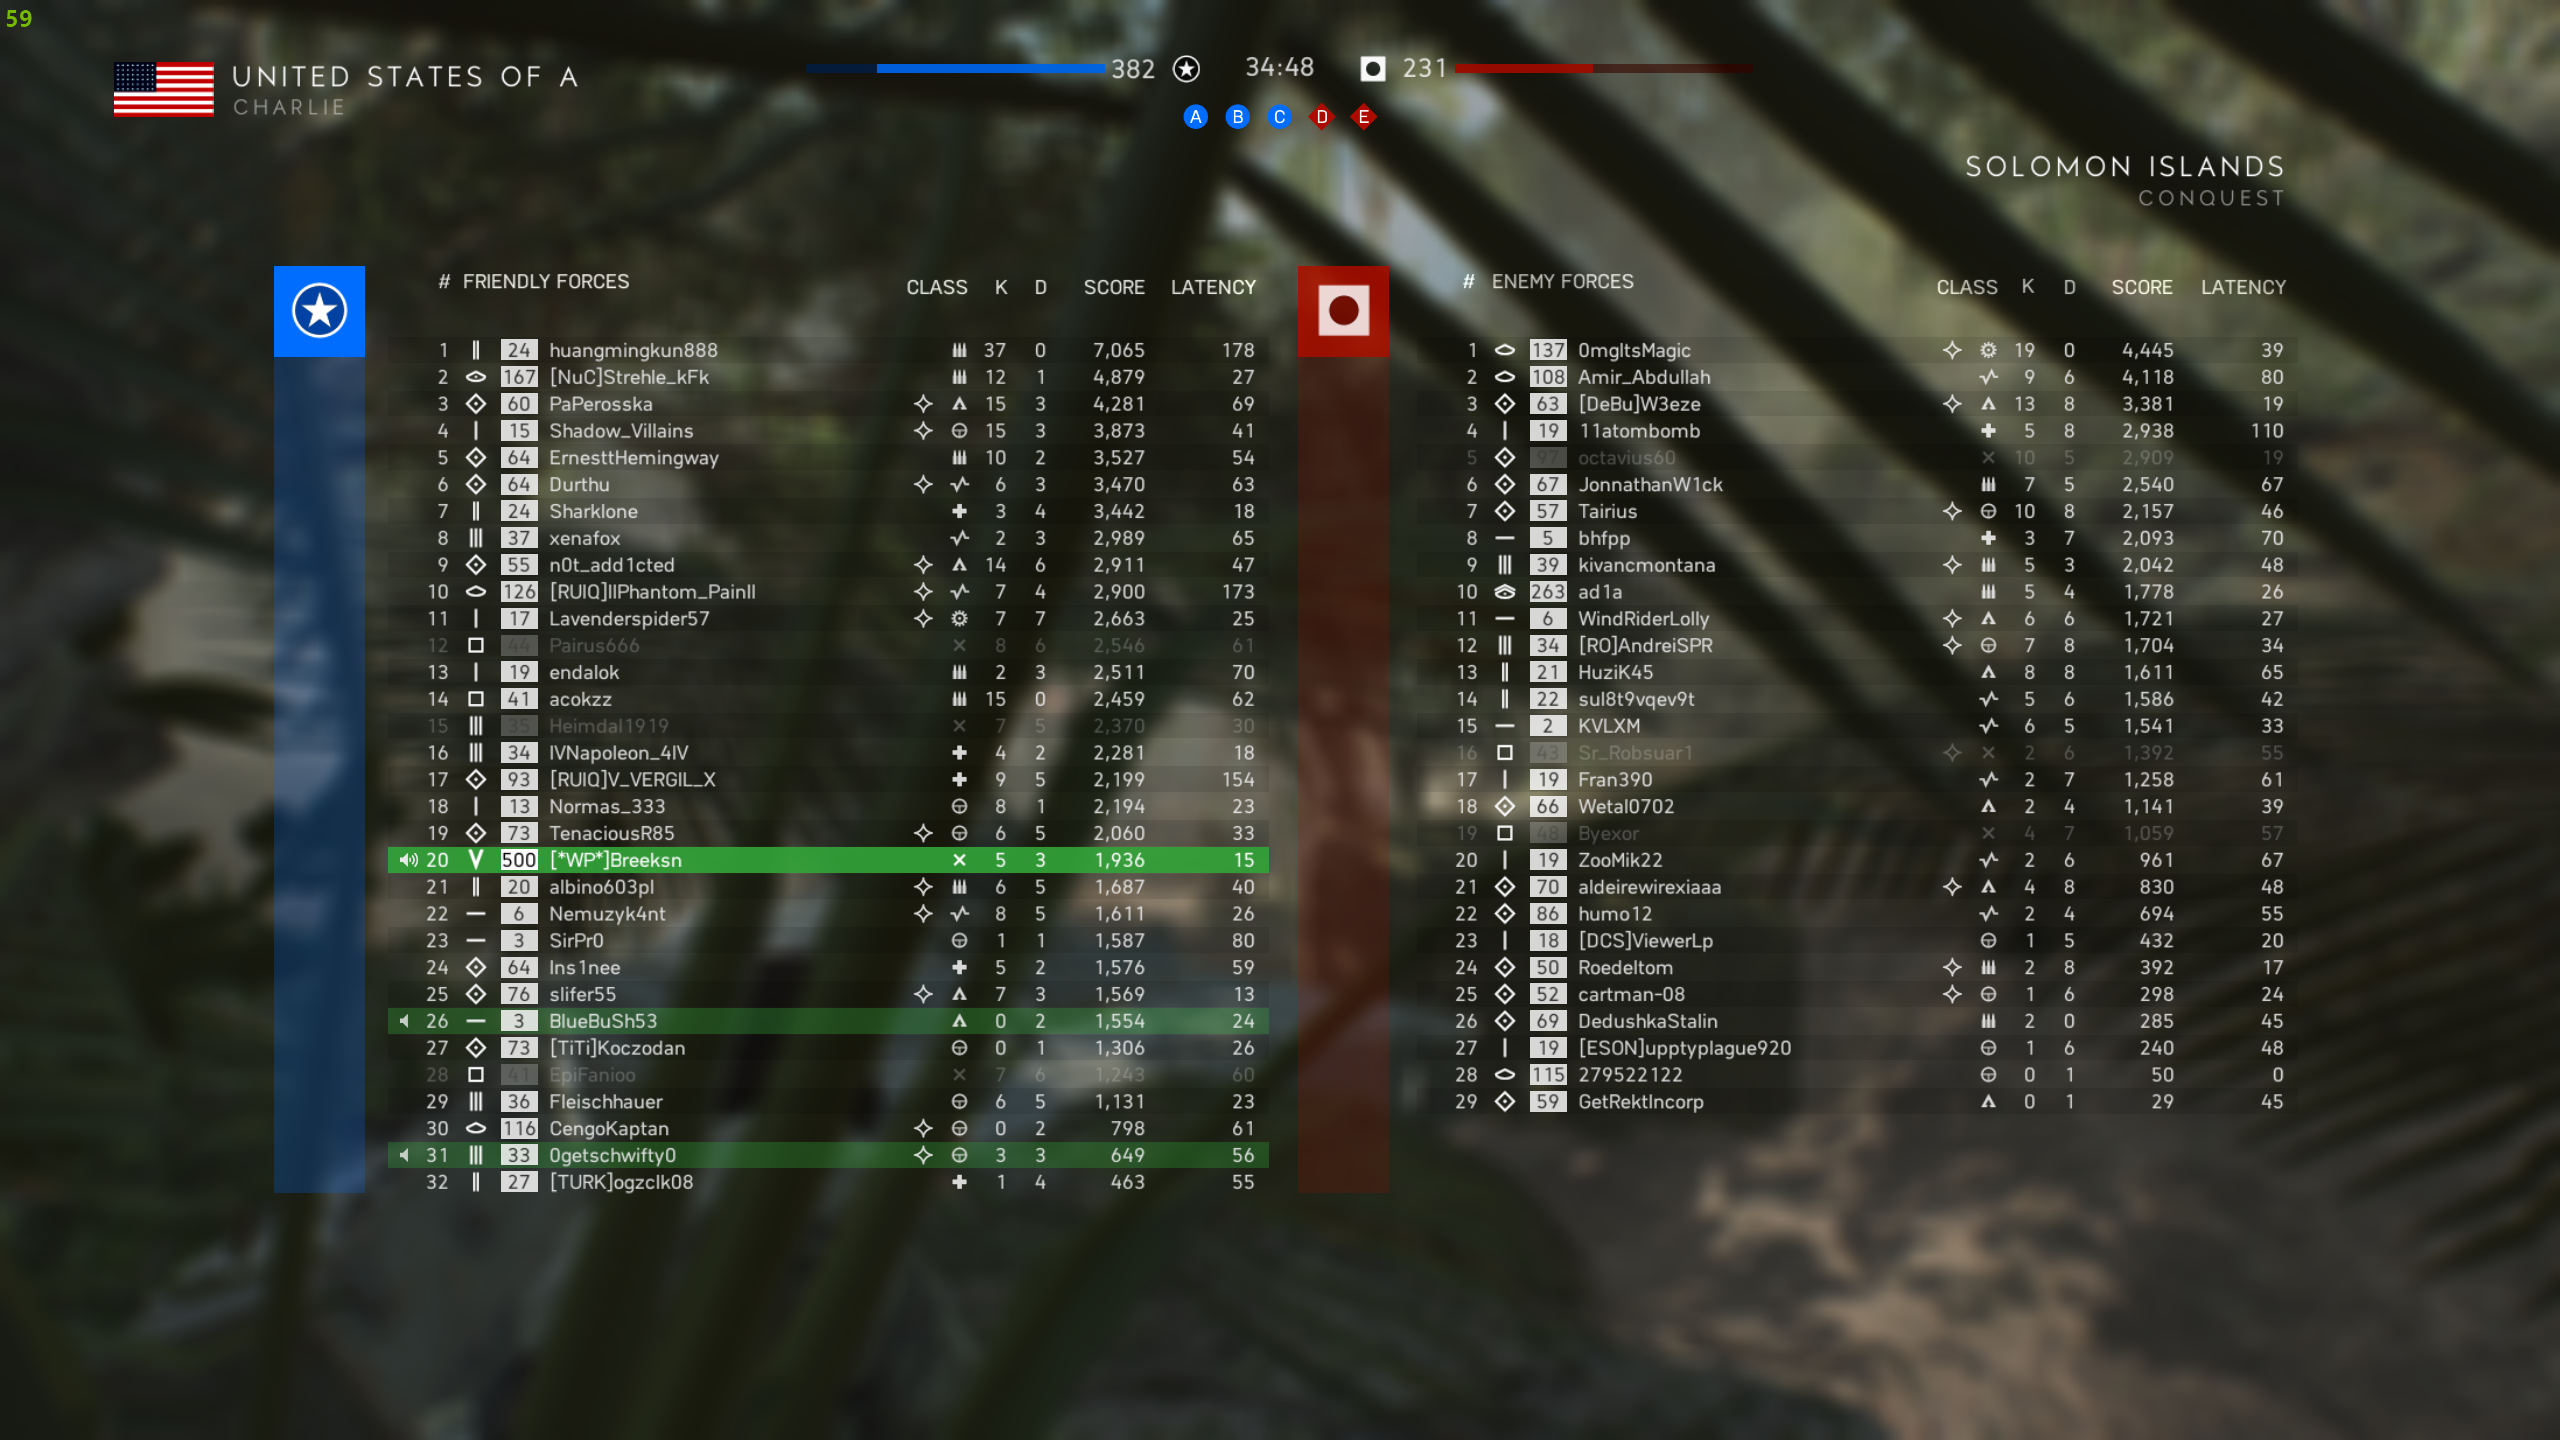 59
UNITED STATES OF A
CHARLIE
382 34:48 231
A B C D E
SOLOMON ISLANDS
CONQUEST
# FRIENDLY FORCES CLASS K D SCORE LATENCY
1 24 huangmingkun888 37 0 7,065 178
2 167 [NuC]Strehle_kFk 12 1 4,879 27
3 60 PaPerosska 15 3 4,281 69
4 15 Shadow_Villains 15 3 3,873 41
5 64 ErnesttHemingway 10 2 3,527 54
6 64 Durthu 6 3 3,470 63
7 24 Sharklone 3 4 3,442 18
8 37 xenafox 2 3 2,989 65
9 55 n0t_add1cted 14 6 2,911 47
10 126 [RUIQ]IIPhantom_PainII 7 4 2,900 173
11 17 Lavenderspider57 7 7 2,663 25
12 44 Pairus666 8 6 2,546 61
13 19 endalok 2 3 2,511 70
14 41 acokzz 15 0 2,459 62
15 35 Heimdal1919 7 5 2,370 30
16 34 IVNapoleon_4IV 4 2 2,281 18
17 93 [RUIQ]V_VERGIL_X 9 5 2,199 154
18 13 Normas_333 8 1 2,194 23
19 73 TenaciousR85 6 5 2,060 33
20 500 [*WP*]Breeksn 5 3 1,936 15
21 20 albino603pl 6 5 1,687 40
22 6 Nemuzyk4nt 8 5 1,611 26
23 3 SirPr0 1 1 1,587 80
24 64 Ins1nee 5 2 1,576 59
25 76 slifer55 7 3 1,569 13
26 3 BlueBuSh53 0 2 1,554 24
27 73 [TiTi]Koczodan 0 1 1,306 26
28 41 EpiFanioo 7 6 1,243 60
29 36 Fleischhauer 6 5 1,131 23
30 116 CengoKaptan 0 2 798 61
31 33 0getschwifty0 3 3 649 56
32 27 [TURK]ogzclk08 1 4 463 55
# ENEMY FORCES CLASS K D SCORE LATENCY
1 137 0mgItsMagic 19 0 4,445 39
2 108 Amir_Abdullah 9 6 4,118 80
3 63 [DeBu]W3eze 13 8 3,381 19
4 19 11atombomb 5 8 2,938 110
5 97 octavius60 10 5 2,909 19
6 67 JonnathanW1ck 7 5 2,540 67
7 57 Tairius 10 8 2,157 46
8 5 bhfpp 3 7 2,093 70
9 39 kivancmontana 5 3 2,042 48
10 263 ad1a 5 4 1,778 26
11 6 WindRiderLolly 6 6 1,721 27
12 34 [RO]AndreiSPR 7 8 1,704 34
13 21 HuziK45 8 8 1,611 65
14 22 sul8t9vqev9t 5 6 1,586 42
15 2 KVLXM 6 5 1,541 33
16 43 Sr_Robsuar1 2 6 1,392 55
17 19 Fran390 2 7 1,258 61
18 66 Wetal0702 2 4 1,141 39
19 48 Byexor 4 7 1,059 57
20 19 ZooMik22 2 6 961 67
21 70 aldeirewirexiaaa 4 8 830 48
22 86 humo12 2 4 694 55
23 18 [DCS]ViewerLp 1 5 432 20
24 50 Roedeltom 2 8 392 17
25 52 cartman-08 1 6 298 24
26 69 DedushkaStalin 2 0 285 45
27 19 [ESON]upptyplague920 1 6 240 48
28 115 279522122 0 1 50 0
29 59 GetRektIncorp 0 1 29 45